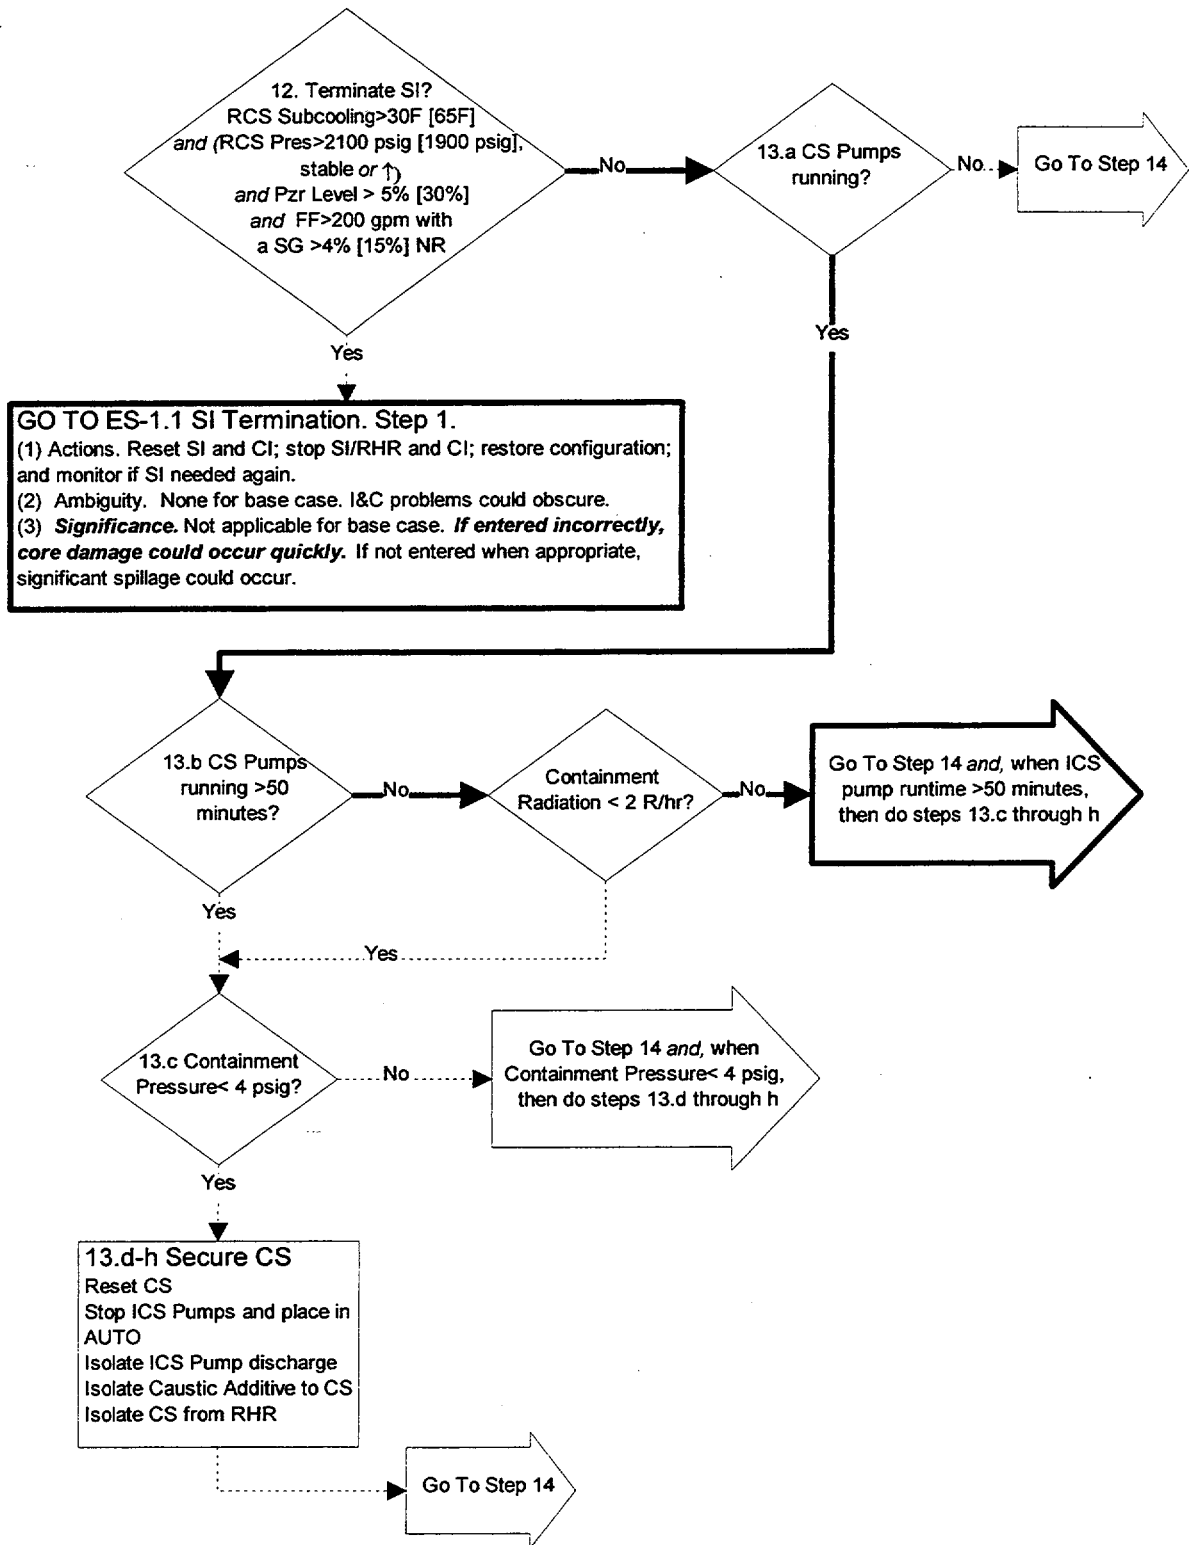 12. Terminate SI?
RCS Subcooling>30F [65F]
and (RCS Pres>2100 psig [1900 psig],
stable or ↑)
and Pzr Level > 5% [30%]
and FF>200 gpm with
a SG >4% [15%] NR
No
13.a CS Pumps
running?
No
Go To Step 14
Yes
Yes
GO TO ES-1.1 SI Termination. Step 1.
(1) Actions. Reset SI and CI; stop SI/RHR and CI; restore configuration;
and monitor if SI needed again.
(2) Ambiguity. None for base case. I&C problems could obscure.
(3) Significance. Not applicable for base case. If entered incorrectly,
core damage could occur quickly. If not entered when appropriate,
significant spillage could occur.
13.b CS Pumps
running >50
minutes?
No
Containment
Radiation < 2 R/hr?
No
Go To Step 14 and, when ICS
pump runtime >50 minutes,
then do steps 13.c through h
Yes
Yes
13.c Containment
Pressure< 4 psig?
No
Go To Step 14 and, when
Containment Pressure< 4 psig,
then do steps 13.d through h
Yes
13.d-h Secure CS
Reset CS
Stop ICS Pumps and place in
AUTO
Isolate ICS Pump discharge
Isolate Caustic Additive to CS
Isolate CS from RHR
Go To Step 14